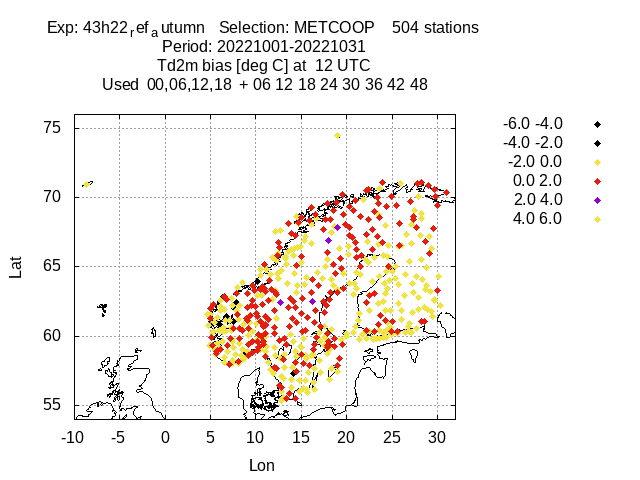 Exp: 43h22ref autumn Selection: METCOOP 504 stations
Period: 20221001-20221031
Td2m bias [deg C] at 12 UTC
Used 00,06,12,18 + 06 12 18 24 30 36 42 48
75
70
65
60
55
-10 -5 0 5 10 15 20 25 30
Lat
Lon
-6.0 -4.0
-4.0 -2.0
-2.0 0.0
0.0 2.0
2.0 4.0
4.0 6.0